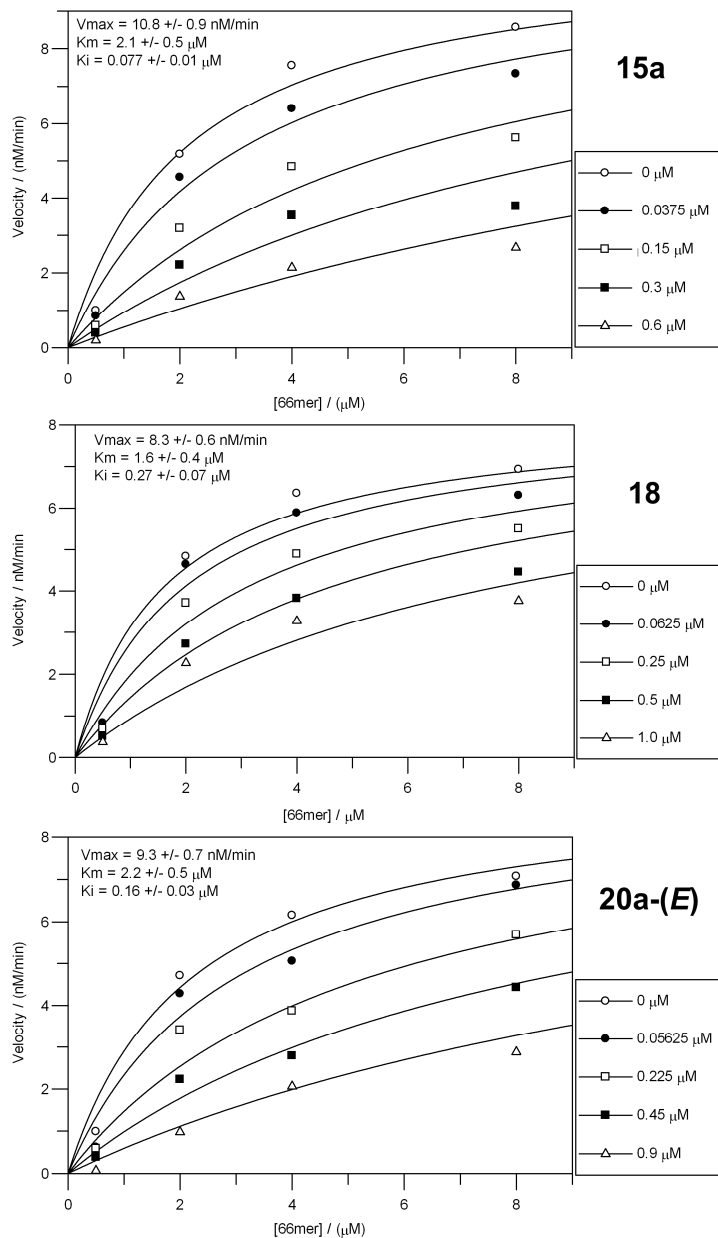 Vmax = 10.8 +/- 0.9 nM/min
Km = 2.1 +/- 0.5 μM
Ki = 0.077 +/- 0.01 μM
15a
8
6
4
2
0
Velocity / (nM/min)
0 2 4 6 8
[66mer] / (μM)
0 μM
0.0375 μM
0.15 μM
0.3 μM
0.6 μM
Vmax = 8.3 +/- 0.6 nM/min
Km = 1.6 +/- 0.4 μM
Ki = 0.27 +/- 0.07 μM
18
8
6
4
2
0
Velocity / nM/min
0 2 4 6 8
[66mer] / μM
0 μM
0.0625 μM
0.25 μM
0.5 μM
1.0 μM
Vmax = 9.3 +/- 0.7 nM/min
Km = 2.2 +/- 0.5 μM
Ki = 0.16 +/- 0.03 μM
20a-(E)
8
6
4
2
0
Velocity / (nM/min)
0 2 4 6 8
[66mer] / (μM)
0 μM
0.05625 μM
0.225 μM
0.45 μM
0.9 μM